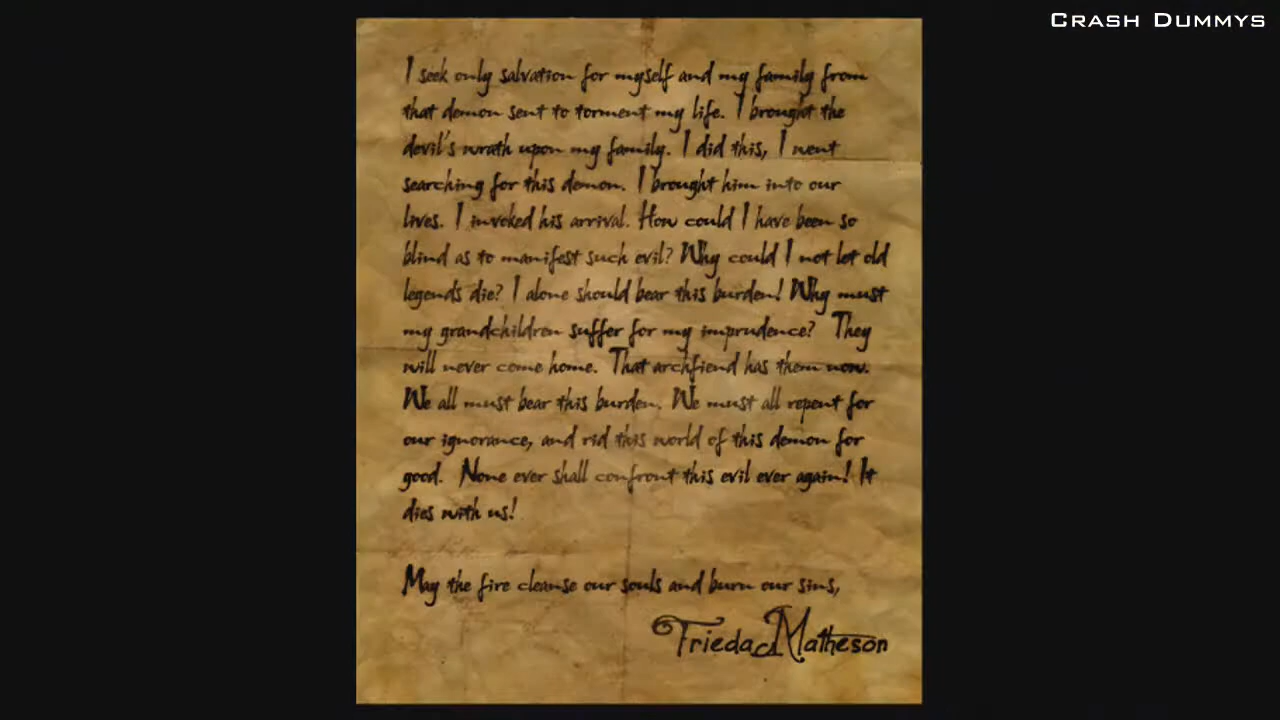 CRASH DUMMYS
I seek only salvation for myself and my family from
that demon sent to torment my life. I brought the
devil's wrath upon my family. I did this, I went
searching for this demon. I brought him into our
lives. I invoked his arrival. How could I have been so
blind as to manifest such evil? Why could I not let old
legends die? I alone should bear this burden! Why must
my grandchildren suffer for my imprudence? They
will never come home. That archfiend has them now.
We all must bear this burden. We must all repent for
our ignorance, and rid this world of this demon for
good. None ever shall confront this evil ever again! It
dies with us!
May the fire cleanse our souls and burn our sins,
Frieda Matheson